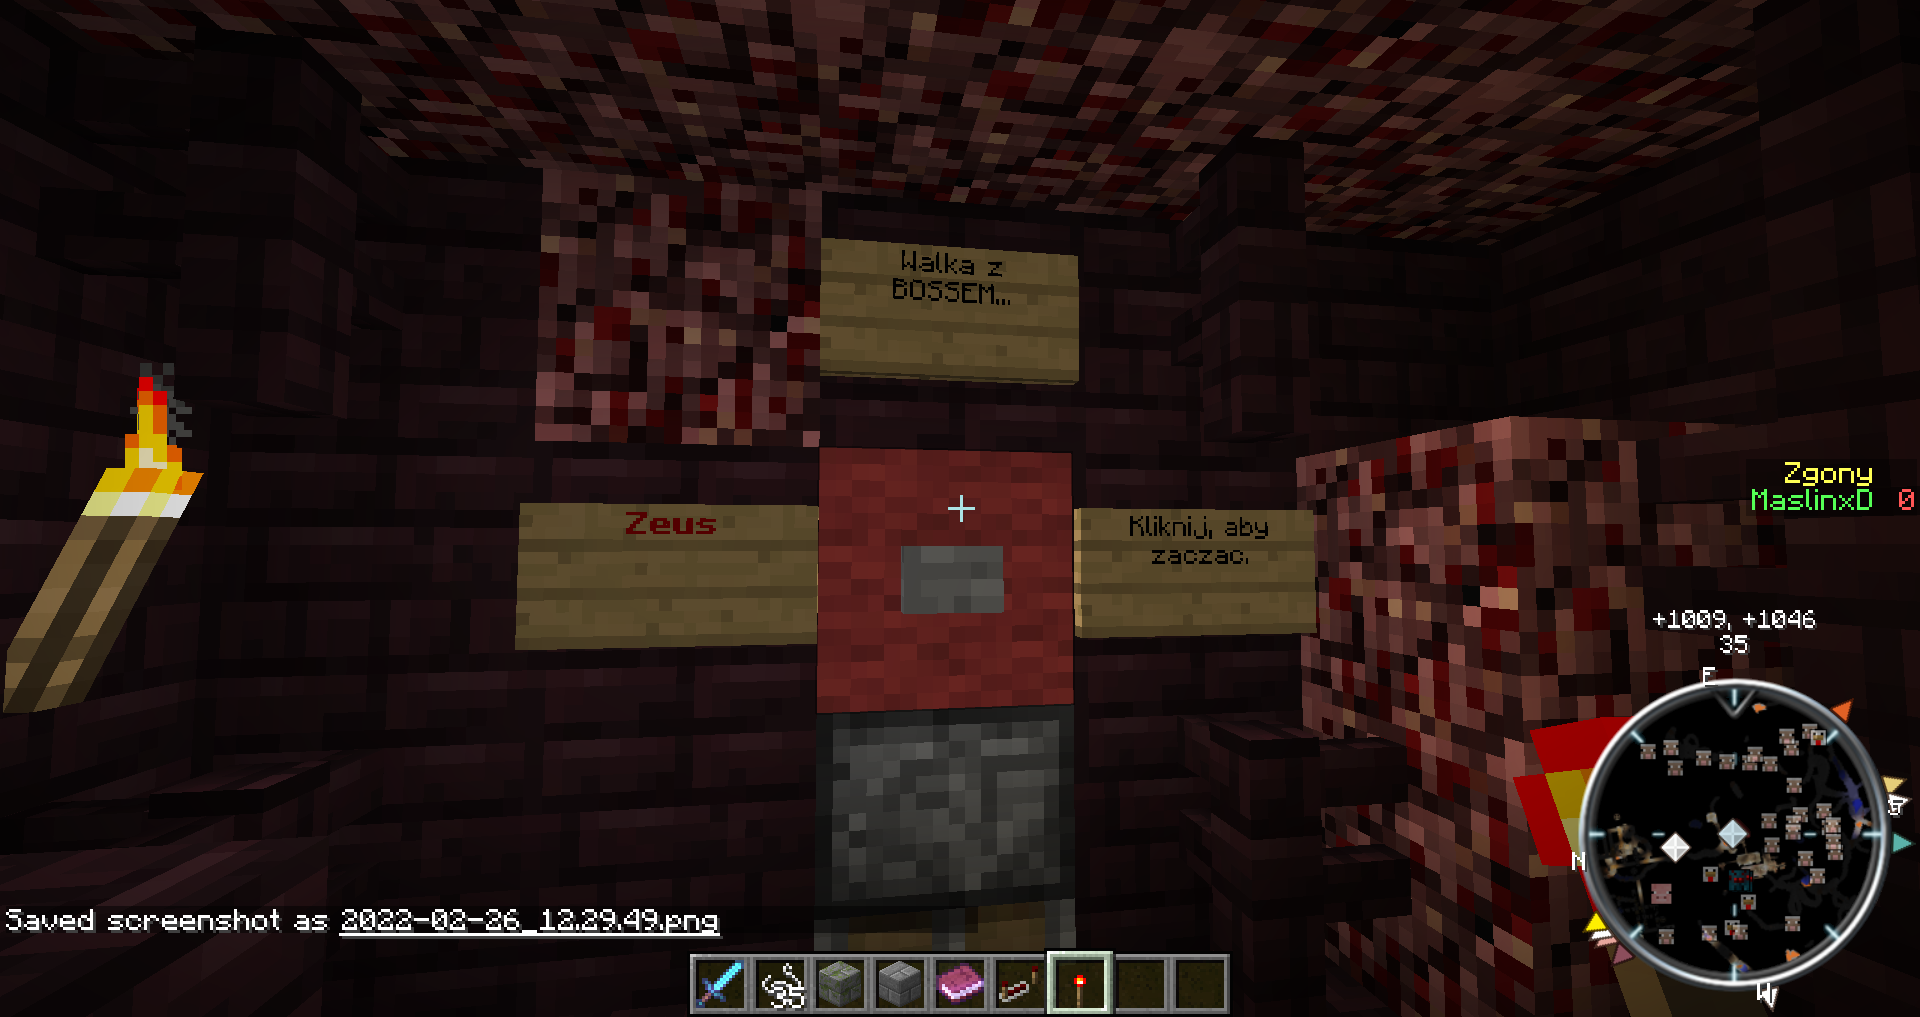 Walka z
BOSSEM...
Zeus
Kliknij, aby
zaczac.
Zgony
MaslinxD 0
+1009, +1046
35
E
N
W
Saved screenshot as 2022-02-26_12.29.49.png
35